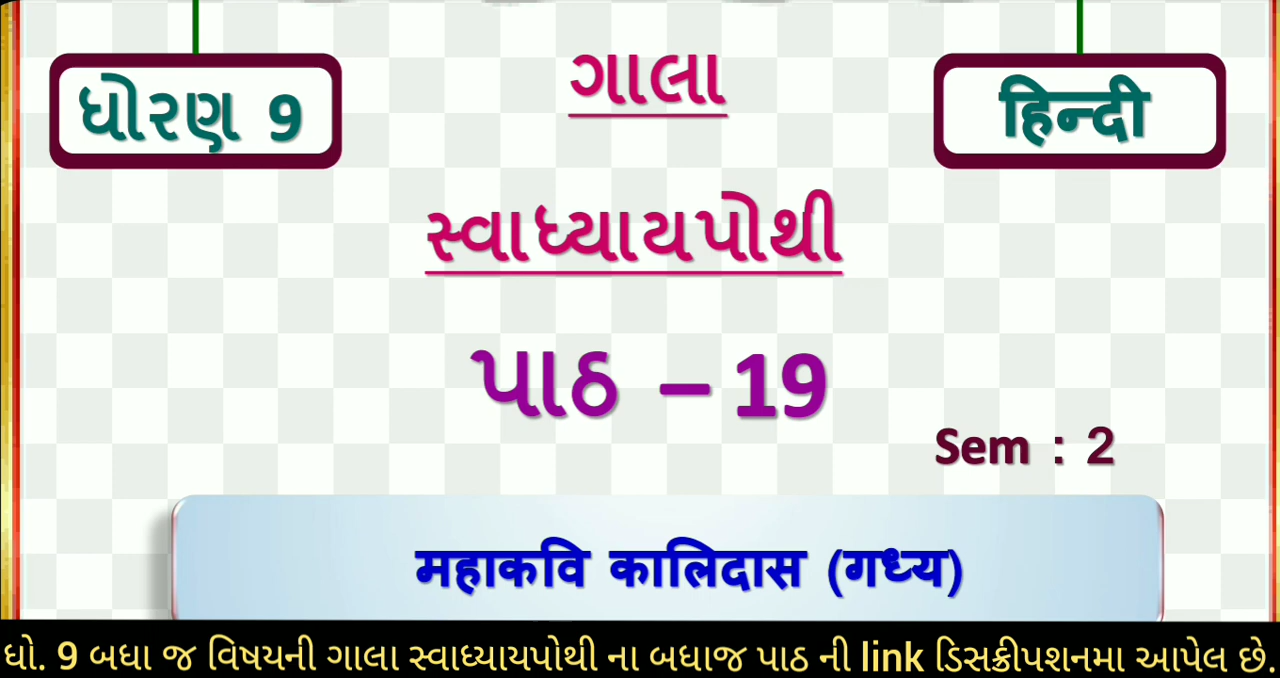 ધોરણ 9
ગાલા
हिन्दी
સ્વાધ્યાયપોથી
પાઠ – 19
Sem : 2
महाकवि कालिदास (गध्य)
ધો. 9 બધા જ વિષયની ગાલા સ્વાધ્યાયપોથી ના બધાજ પાઠ ની link ડિસક્રીપશનમા આપેલ છે.